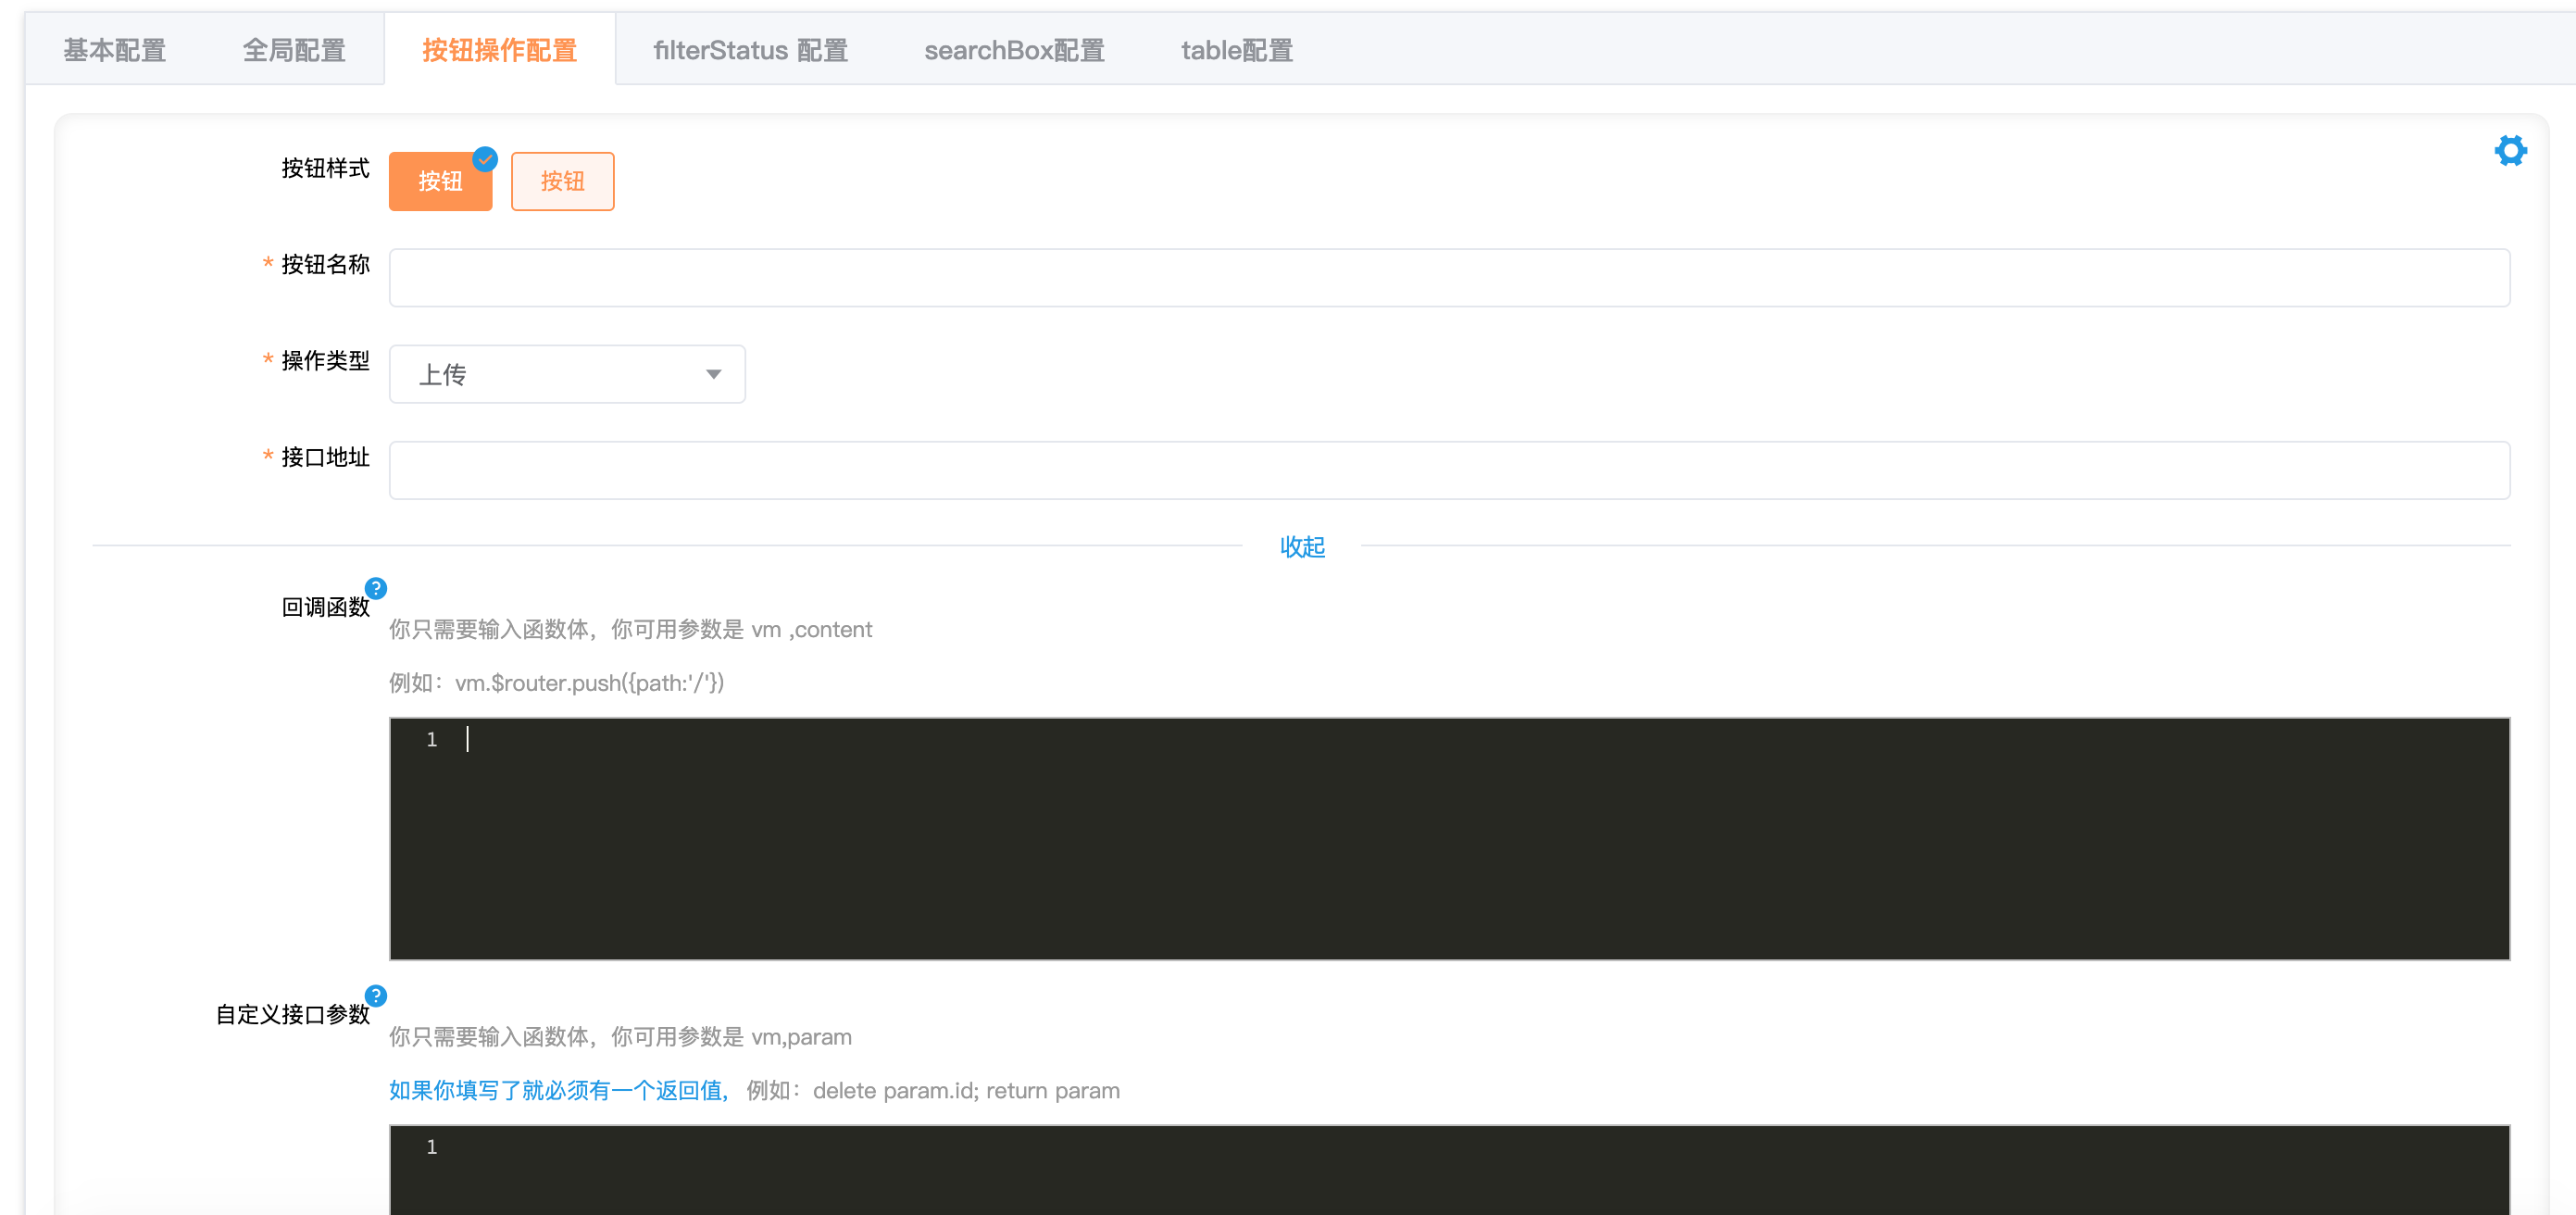 基本配置 全局配置 按钮操作配置 filterStatus 配置 searchBox配置 table配置
按钮样式 按钮 按钮
* 按钮名称
* 操作类型 上传
* 接口地址
收起
回调函数 ?
你只需要输入函数体，你可用参数是 vm ,content
例如：vm.$router.push({path:'/'})
1
自定义接口参数 ?
你只需要输入函数体，你可用参数是 vm,param
如果你填写了就必须有一个返回值，例如：delete param.id; return param
1